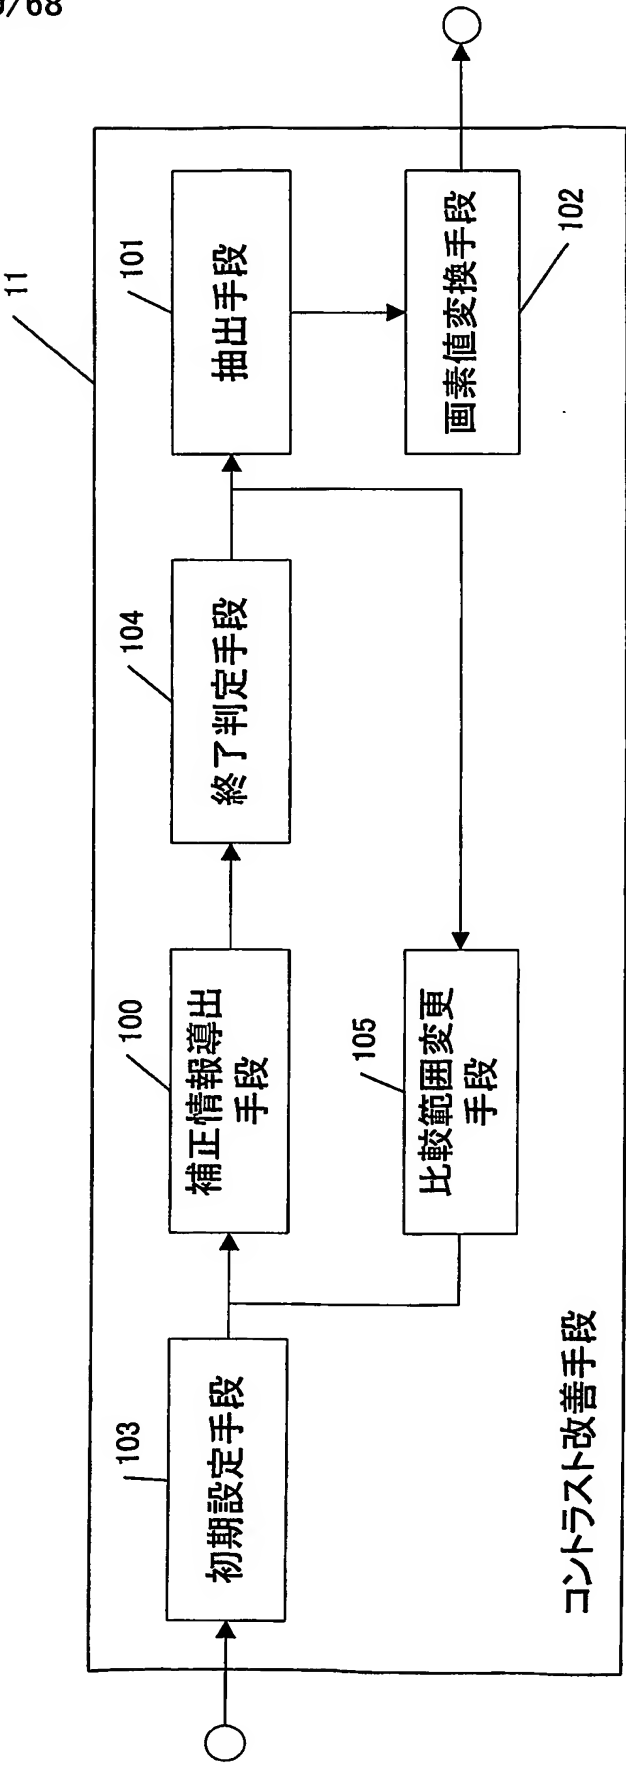 /68
11
103
初期設定手段
100
補正情報導出
手段
104
終了判定手段
101
抽出手段
105
比較範囲変更
手段
画素値変換手段
102
コントラスト改善手段